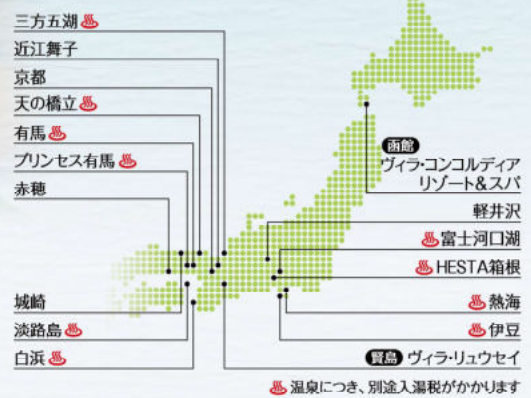 三方五湖♨
近江舞子
京都
天の橋立♨
有馬♨
プリンセス有馬♨
赤穂
城崎
淡路島♨
白浜♨
函館
ヴィラ・コンコルディア
リゾート&スパ
軽井沢
♨富士河口湖
♨HESTA箱根
♨熱海
♨伊豆
賢島 ヴィラ・リュウセイ
♨温泉につき、別途入湯税がかかります